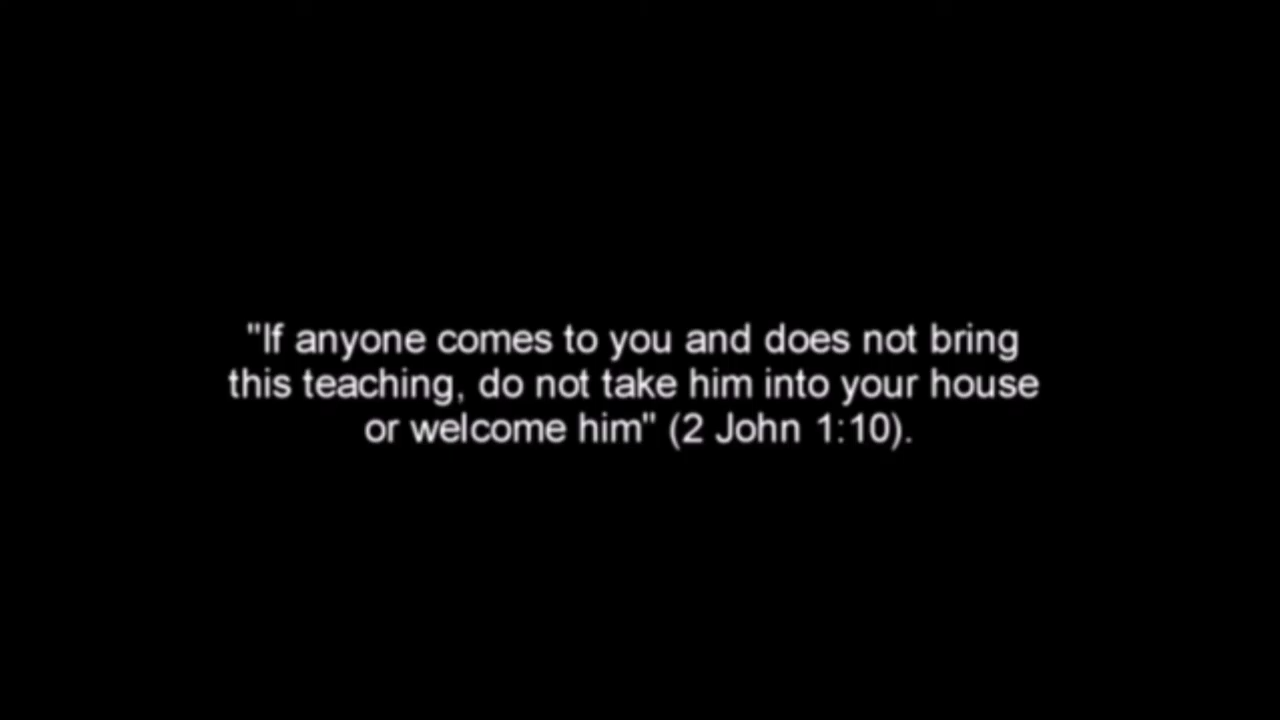 "If anyone comes to you and does not bring
this teaching, do not take him into your house
or welcome him" (2 John 1:10).